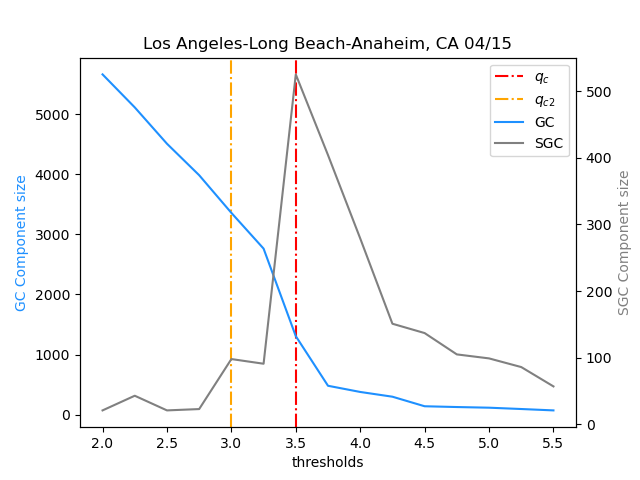 Los Angeles-Long Beach-Anaheim, CA 04/15
GC Component size
5000
4000
3000
2000
1000
0
q_c
q_c2
GC
SGC
500
400
300
200
100
0
SGC Component size
2.0 2.5 3.0 3.5 4.0 4.5 5.0 5.5
thresholds